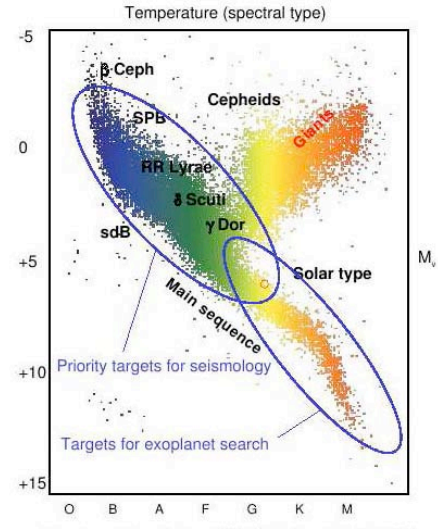 Temperature (spectral type)
-5
β Ceph
Cepheids
Giants
SPB
0
RR Lyrae
δ Scuti
γ Dor
sdB
+5
Solar type
Mv
Main sequence
Priority targets for seismology
+10
Targets for exoplanet search
+15
O B A F G K M